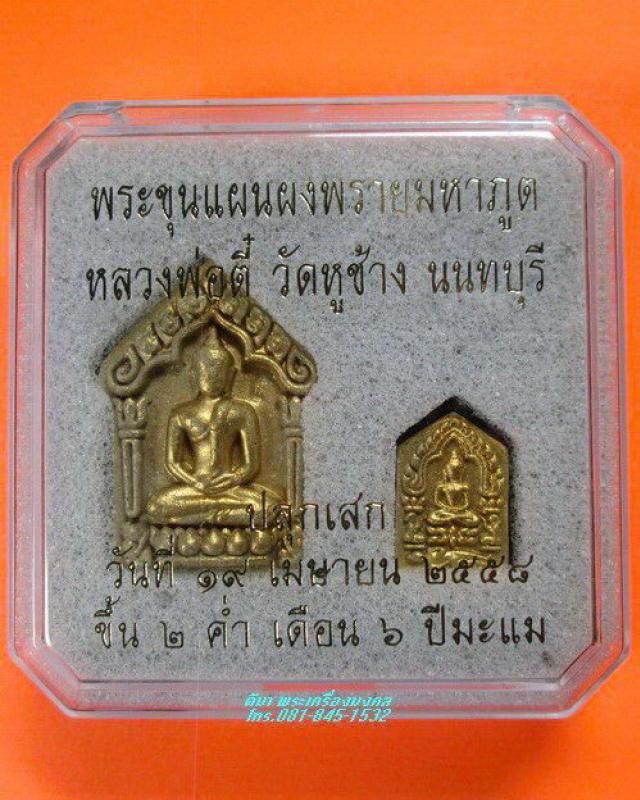 พระขุนแผนผงพรายมหาภูต
หลวงพ่อตี๋ วัดหูช้าง นนทบุรี
ปลุกเสก
วันที่ ๑๙ เมษายน ๒๕๕๘
ขึ้น ๒ ค่ำ เดือน ๖ ปีมะแม
ดีนา พระเครื่องมงคล
โทร.081-845-1532